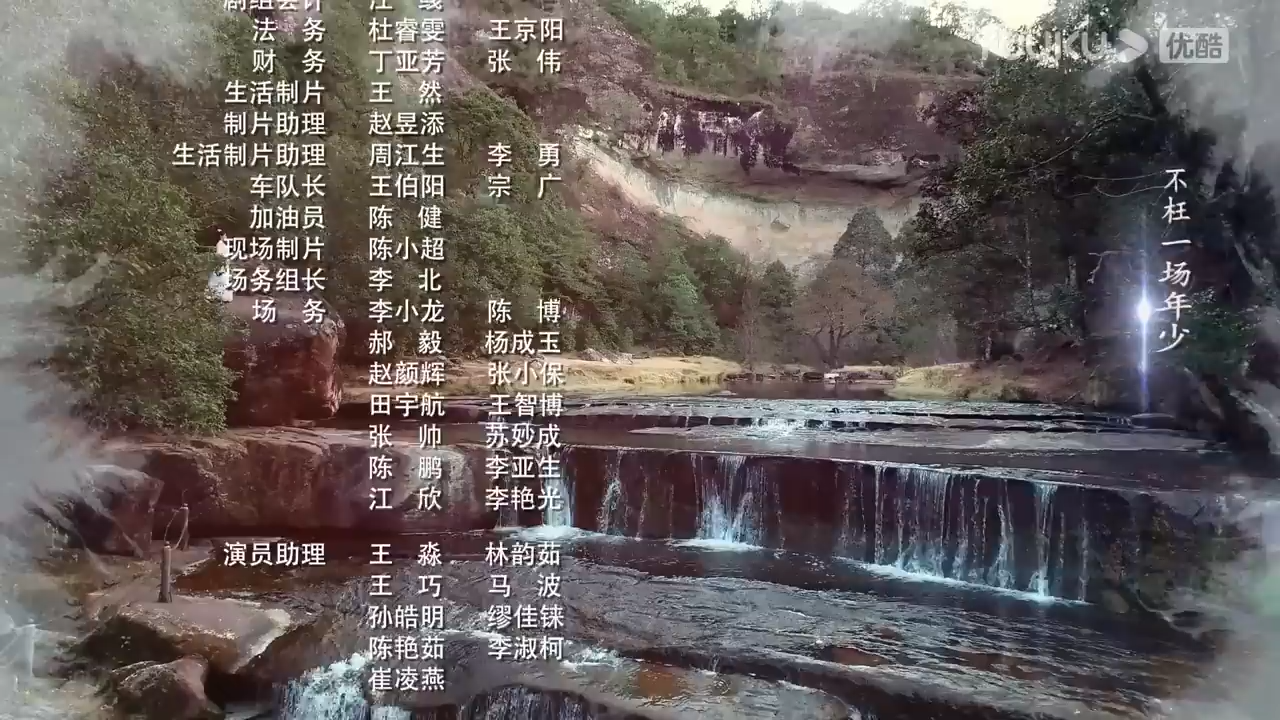 法 务 杜睿雯 王京阳
财 务 丁亚芳 张 伟
生活制片 王 然
制片助理 赵昱添
生活制片助理 周江生 李 勇
车队长 王伯阳 宗 广
加油员 陈 健
现场制片 陈小超
场务组长 李 北
场 务 李小龙 陈 博
郝 毅 杨成玉
赵颜辉 张小保
田宇航 王智博
张 帅 苏妙成
陈 鹏 李亚生
江 欣 李艳光
演员助理 王 淼 林韵茹
王 巧 马 波
孙皓明 缪佳铼
陈艳茹 李淑柯
崔凌燕
youku 优酷
不枉一场年少